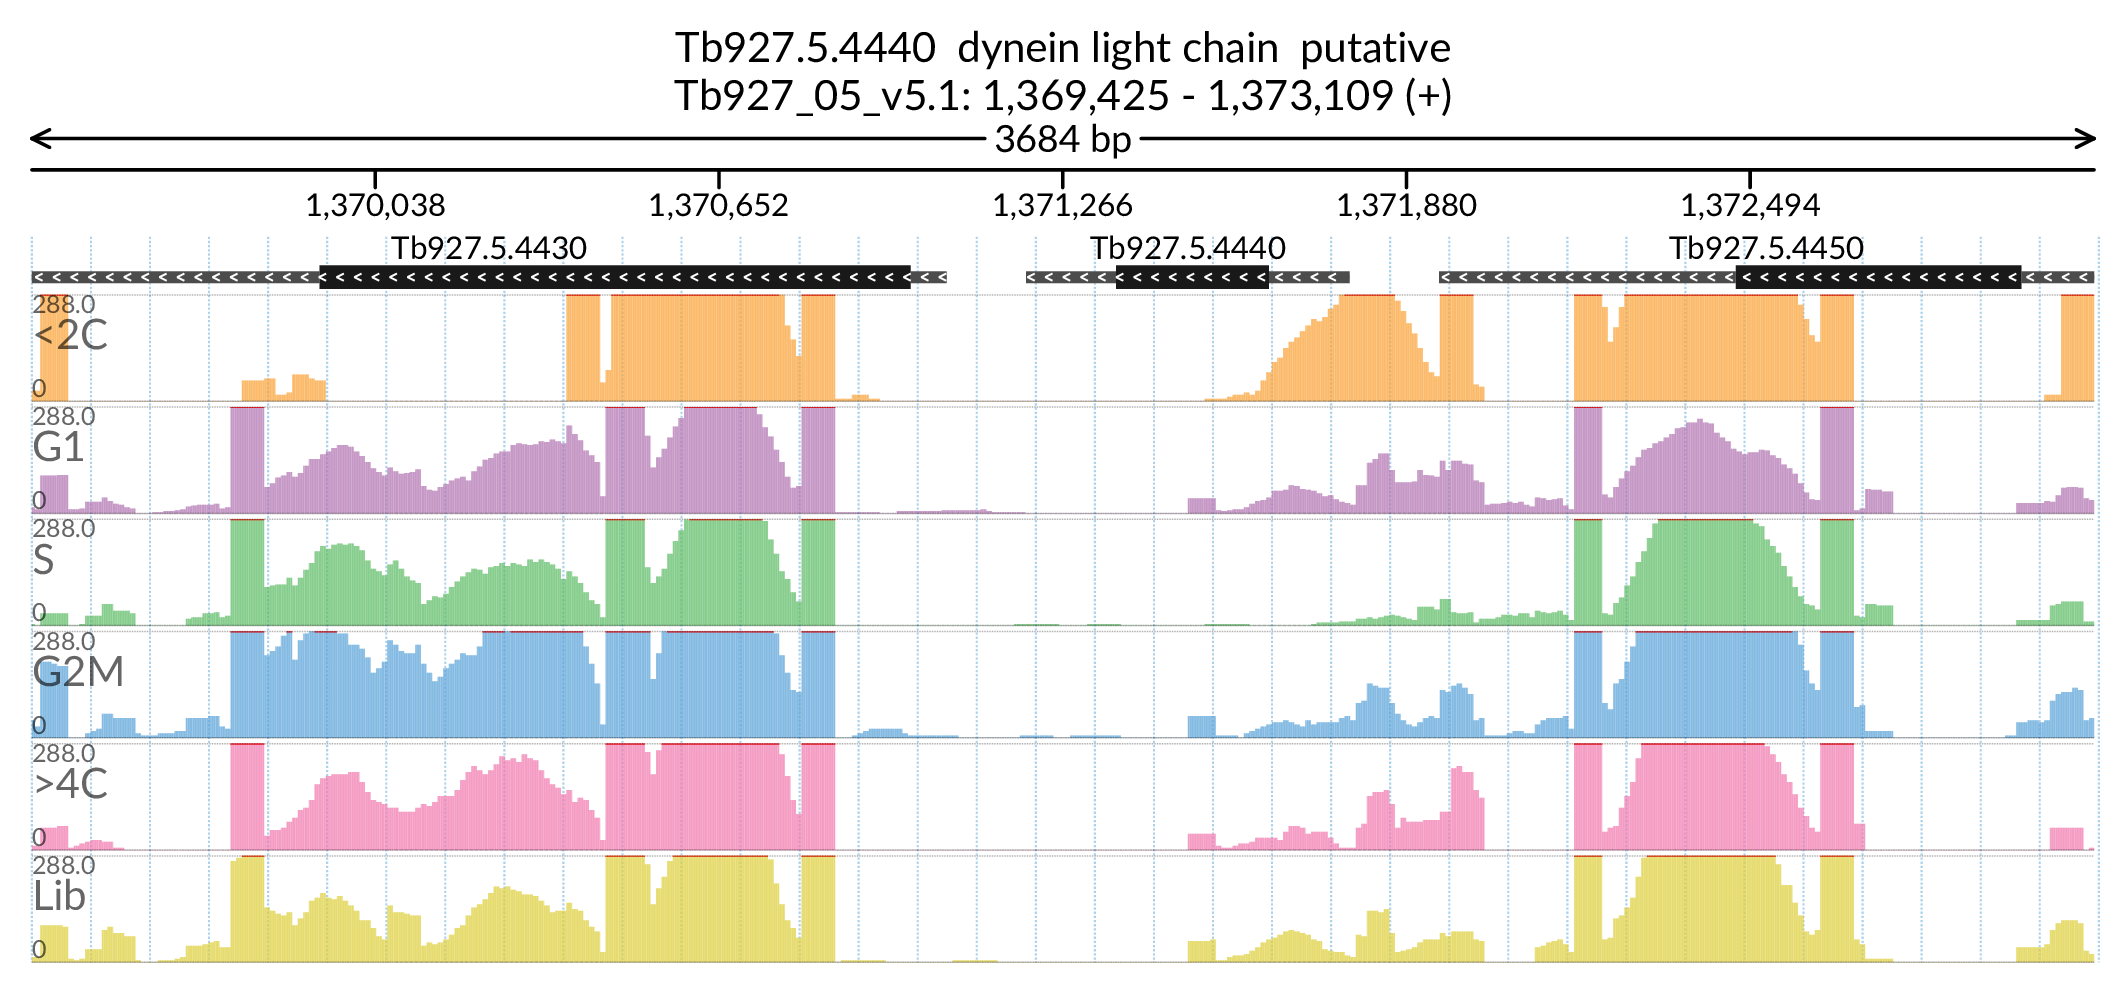 Tb927.5.4440  dynein light chain  putative
Tb927_05_v5.1: 1,369,425 - 1,373,109 (+)
3684 bp
1,370,038 1,370,652 1,371,266 1,371,880 1,372,494
Tb927.5.4430 Tb927.5.4440 Tb927.5.4450
288.0
<2C
0
288.0
G1
0
288.0
S
0
288.0
G2M
0
288.0
>4C
0
288.0
Lib
0